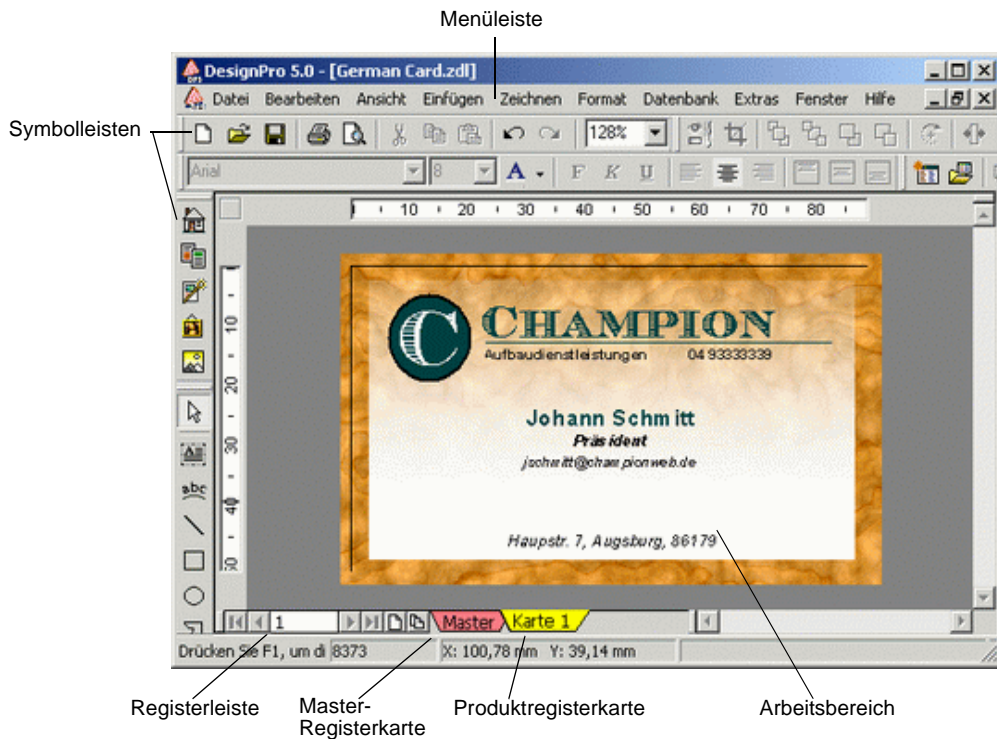 Menüleiste
DesignPro 5.0 - [German Card.zdl]
Datei Bearbeiten Ansicht Einfügen Zeichnen Format Datenbank Extras Fenster Hilfe
Symbolleisten
128%
Arial 8 A F K U
10 20 30 40 50 60 70 80
abc
10
20
30
40
50
C
CHAMPION
Aufbaudienstleistungen 04 93333339
Johann Schmitt
Präsident
jschmitt@championweb.de
Haupstr. 7, Augsburg, 86179
1 Master Karte 1
Drücken Sie F1, um di 8373 X: 100,78 mm Y: 39,14 mm
Registerleiste Master-Registerkarte Produktregisterkarte Arbeitsbereich